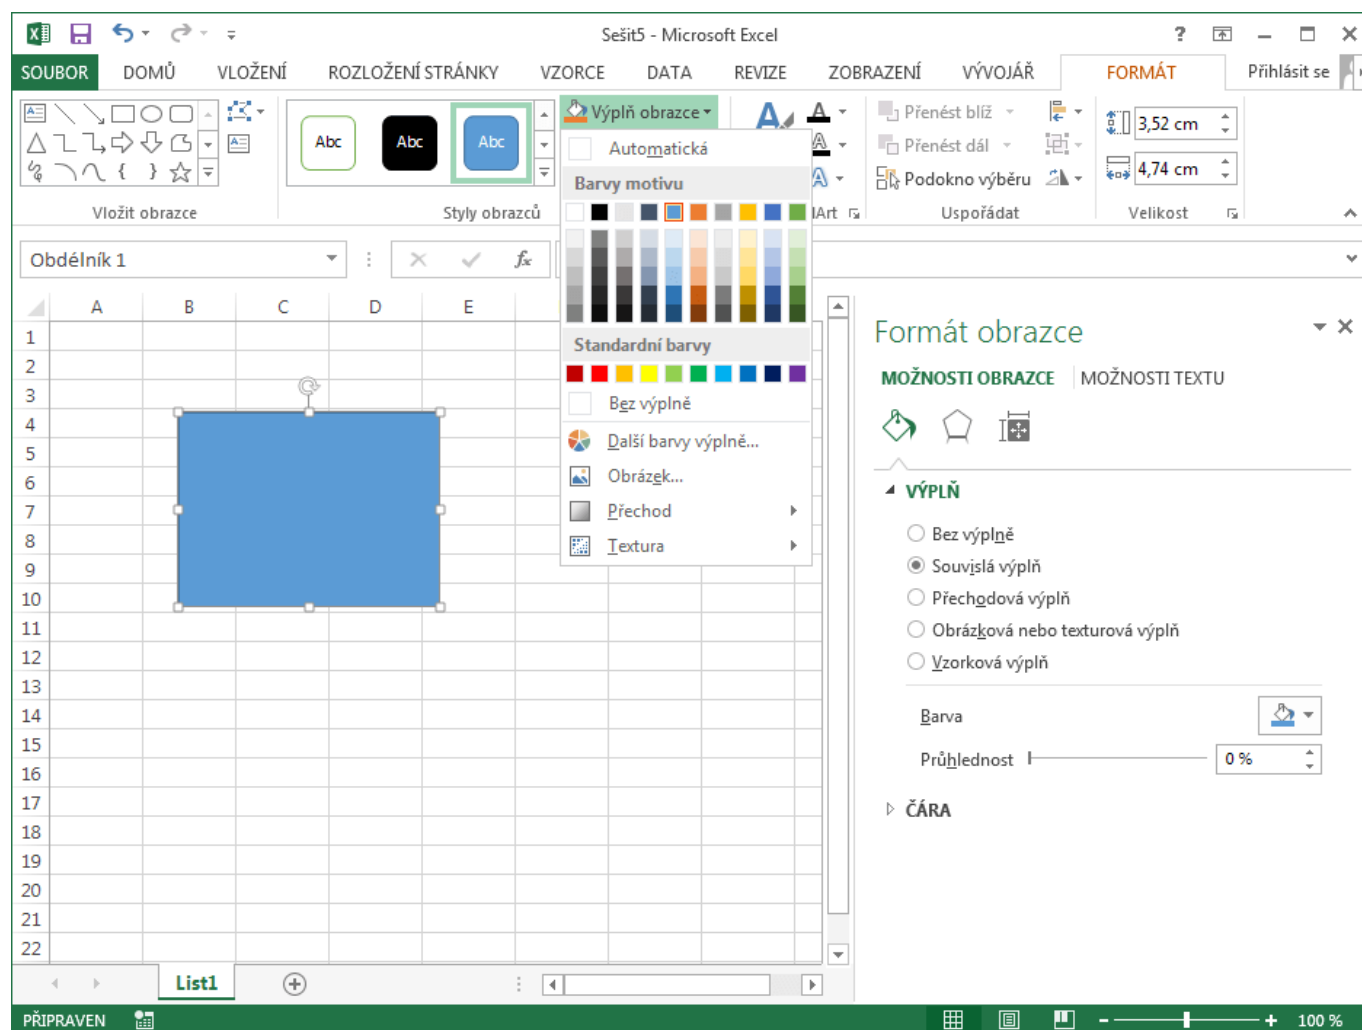 Sešit5 - Microsoft Excel
?
SOUBOR DOMŮ VLOŽENÍ ROZLOŽENÍ STRÁNKY VZORCE DATA REVIZE ZOBRAZENÍ VÝVOJÁŘ FORMÁT Přihlásit se
Abc Abc Abc
Výplň obrazce
Přenést blíž
Přenést dál
Podokno výběru
3,52 cm
4,74 cm
Vložit obrazce Styly obrazců lArt Uspořádat Velikost
Automatická
Barvy motivu
Standardní barvy
Bez výplně
Další barvy výplně...
Obrázek...
Přechod
Textura
Obdélník 1 fx
A B C D E
1
2
3
4
5
6
7
8
9
10
11
12
13
14
15
16
17
18
19
20
21
22
Formát obrazce
MOŽNOSTI OBRAZCE MOŽNOSTI TEXTU
VÝPLŇ
Bez výplně
Souvislá výplň
Přechodová výplň
Obrázková nebo texturová výplň
Vzorková výplň
Barva
Průhlednost 0 %
ČÁRA
List1
PŘIPRAVEN 100 %